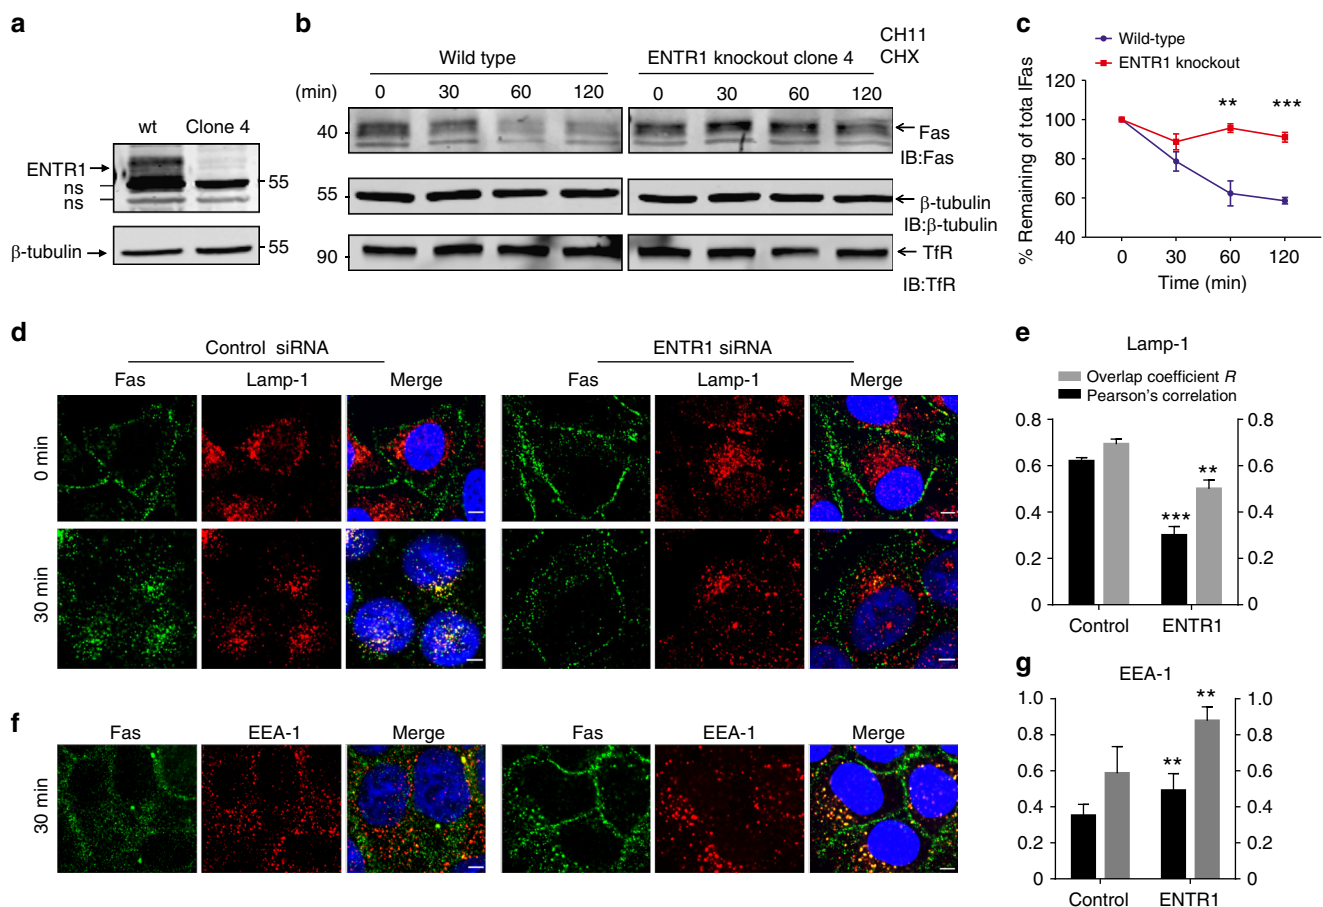 a
wt Clone 4
ENTR1
ns
ns
55
β-tubulin
55
b
Wild type
ENTR1 knockout clone 4
CH11
CHX
(min) 0 30 60 120 0 30 60 120
40
Fas
IB:Fas
55
β-tubulin
IB:β-tubulin
90
TfR
IB:TfR
c
Wild-type
ENTR1 knockout
% Remaining of tota lFas
120
100
80
60
40
** ***
0 30 60 120
Time (min)
d
Control siRNA
ENTR1 siRNA
Fas Lamp-1 Merge Fas Lamp-1 Merge
0 min
30 min
e
Lamp-1
Overlap coefficient R
Pearson's correlation
0.8 0.8
0.6 0.6
0.4 0.4
0.2 0.2
0 0
*** **
Control ENTR1
f
Fas EEA-1 Merge Fas EEA-1 Merge
30 min
g
EEA-1
1.0 1.0
0.8 0.8
0.6 0.6
0.4 0.4
0.2 0.2
0 0
** **
Control ENTR1